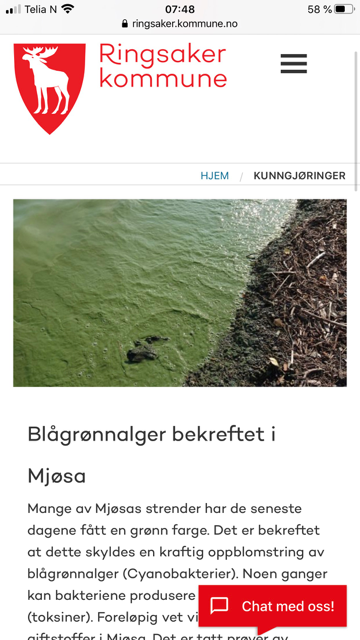 Telia N 07:48 58 %
ringsaker.kommune.no
Ringsaker
kommune
HJEM / KUNNGJØRINGER
Blågrønnalger bekreftet i
Mjøsa
Mange av Mjøsas strender har de seneste
dagene fått en grønn farge. Det er bekreftet
at dette skyldes en kraftig oppblomstring av
blågrønnalger (Cyanobakterier). Noen ganger
kan bakteriene produsere
(toksiner). Foreløpig vet vi
giftstoffer i Mjøsa. Det er tatt prøver av
Chat med oss!